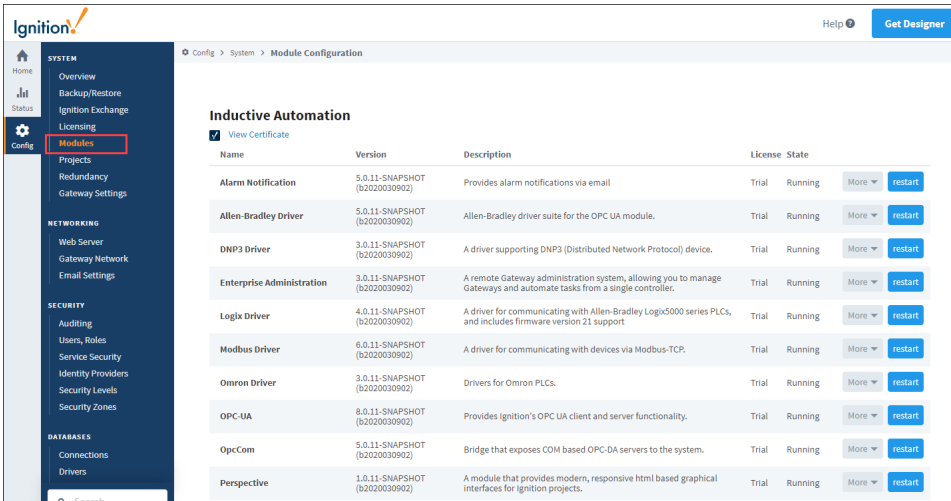 Ignition!
Help ?
Get Designer
Home
Status
Config
SYSTEM
Overview
Backup/Restore
Ignition Exchange
Licensing
Modules
Projects
Redundancy
Gateway Settings
NETWORKING
Web Server
Gateway Network
Email Settings
SECURITY
Auditing
Users, Roles
Service Security
Identity Providers
Security Levels
Security Zones
DATABASES
Connections
Drivers
Search
Config > System > Module Configuration
Inductive Automation
View Certificate
Name Version Description License State
Alarm Notification 5.0.11-SNAPSHOT (b2020030902) Provides alarm notifications via email Trial Running More restart
Allen-Bradley Driver 5.0.11-SNAPSHOT (b2020030902) Allen-Bradley driver suite for the OPC UA module. Trial Running More restart
DNP3 Driver 3.0.11-SNAPSHOT (b2020030902) A driver supporting DNP3 (Distributed Network Protocol) device. Trial Running More restart
Enterprise Administration 3.0.11-SNAPSHOT (b2020030902) A remote Gateway administration system, allowing you to manage Gateways and automate tasks from a single controller. Trial Running More restart
Logix Driver 4.0.11-SNAPSHOT (b2020030902) A driver for communicating with Allen-Bradley Logix5000 series PLCs, and includes firmware version 21 support Trial Running More restart
Modbus Driver 6.0.11-SNAPSHOT (b2020030902) A driver for communicating with devices via Modbus-TCP. Trial Running More restart
Omron Driver 3.0.11-SNAPSHOT (b2020030902) Drivers for Omron PLCs. Trial Running More restart
OPC-UA 8.0.11-SNAPSHOT (b2020030902) Provides Ignition's OPC UA client and server functionality. Trial Running More restart
OpcCom 5.0.11-SNAPSHOT (b2020030902) Bridge that exposes COM based OPC-DA servers to the system. Trial Running More restart
Perspective 1.0.11-SNAPSHOT (b2020030902) A module that provides modern, responsive html based graphical interfaces for Ignition projects. Trial Running More restart